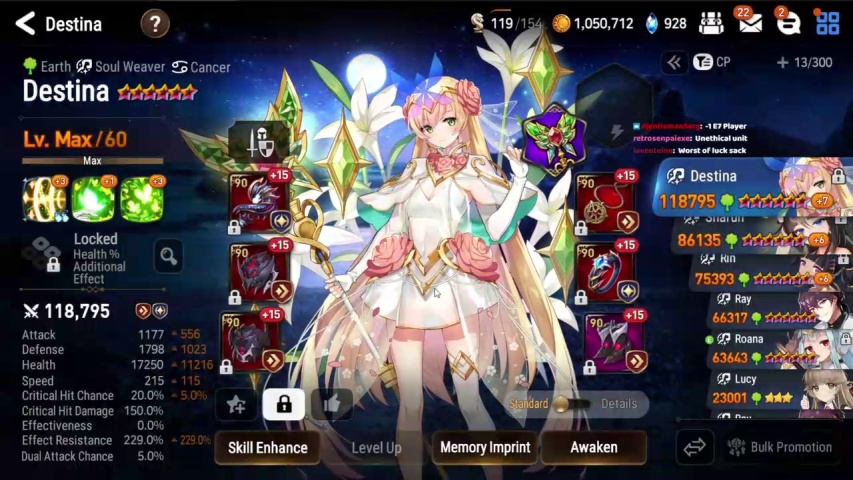 Destina
?
119/154
1,050,712
928
22
2
Earth Soul Weaver Cancer
Destina
CP
13/300
-1 E7 Player
retrosenpaiexe: Unethical unit
Worst of luck sack
Lv. Max/60
Max
+3
+1
+3
Locked
Health %
Additional
Effect
118,795
Attack 1177 556
Defense 1798 1023
Health 17250 11216
Speed 215 115
Critical Hit Chance 20.0% 5.0%
Critical Hit Damage 150.0%
Effectiveness 0.0%
Effect Resistance 229.0% 229.0%
Dual Attack Chance 5.0%
90 +15
90 +15
90 +15
90 +15
90 +15
90 +15
Destina
118795 +7
Sharun
86135 +6
Rin
75393 +6
Ray
66317
Roana
63643
Lucy
23001
Standard Details
Skill Enhance
Level Up
Memory Imprint
Awaken
Bulk Promotion